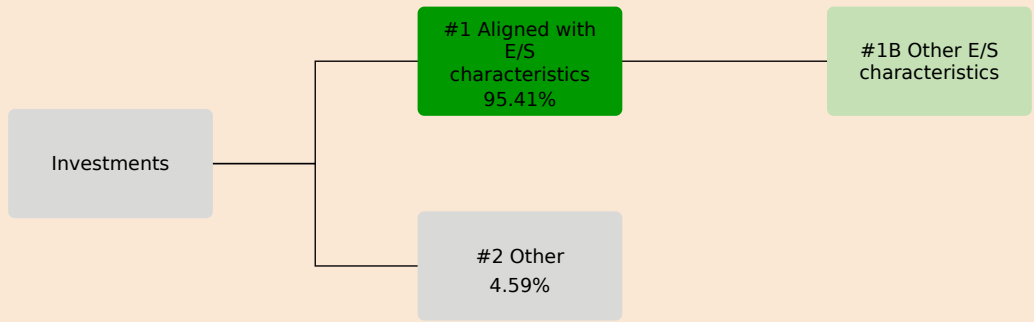 #1 Aligned with
E/S
characteristics
95.41%
#1B Other E/S
characteristics
Investments
#2 Other
4.59%